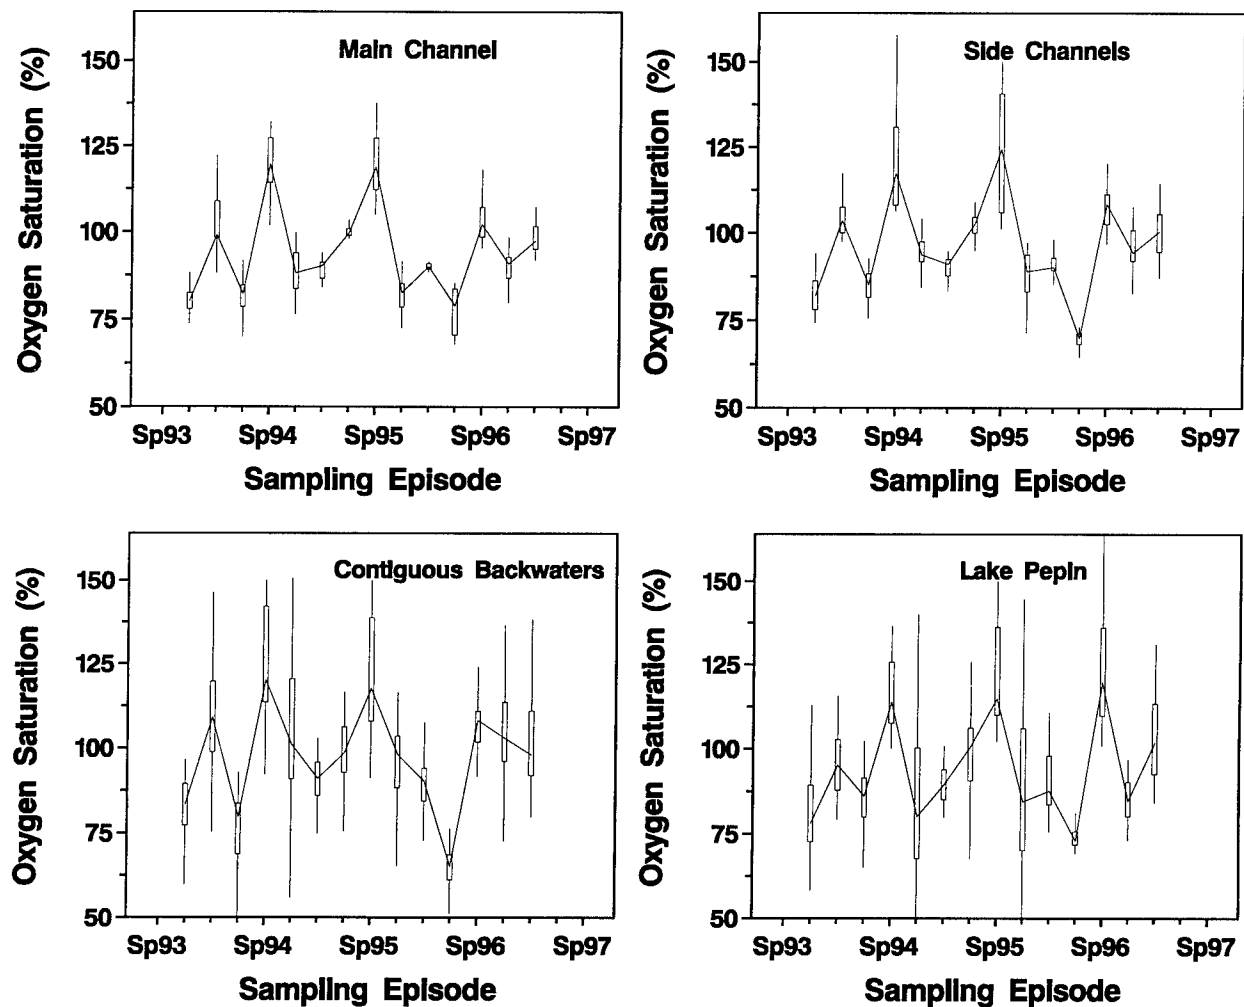 Main Channel
Oxygen Saturation (%)
150
125
100
75
50
Sp93 Sp94 Sp95 Sp96 Sp97
Sampling Episode
Side Channels
Oxygen Saturation (%)
150
125
100
75
50
Sp93 Sp94 Sp95 Sp96 Sp97
Sampling Episode
Contiguous Backwaters
Oxygen Saturation (%)
150
125
100
75
50
Sp93 Sp94 Sp95 Sp96 Sp97
Sampling Episode
Lake Pepin
Oxygen Saturation (%)
150
125
100
75
50
Sp93 Sp94 Sp95 Sp96 Sp97
Sampling Episode